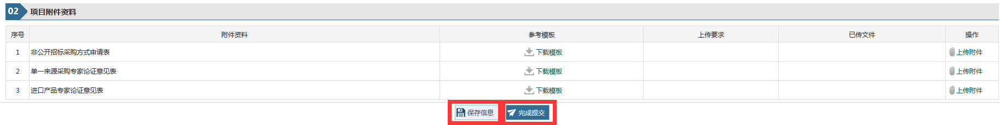 02 项目附件资料
序号 附件资料 参考模板 上传要求 已传文件 操作
1 非公开招标采购方式申请表 下载模板 上传附件
2 单一来源采购专家论证意见表 下载模板 上传附件
3 进口产品专家论证意见表 下载模板 上传附件
保存信息 完成提交